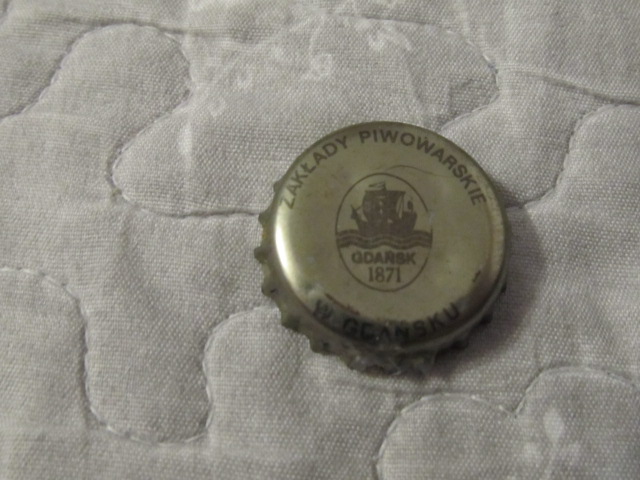 ZAKŁADY PIWOWARSKIE
GDAŃSK
1871
W GDAŃSKU